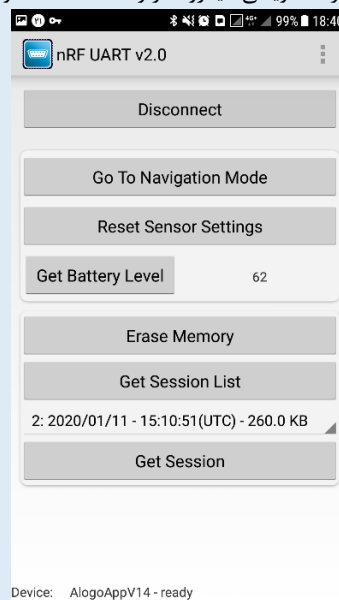 99% 18:40
nRF UART v2.0
Disconnect
Go To Navigation Mode
Reset Sensor Settings
Get Battery Level 62
Erase Memory
Get Session List
2: 2020/01/11 - 15:10:51(UTC) - 260.0 KB
Get Session
Device: AlogoAppV14 - ready